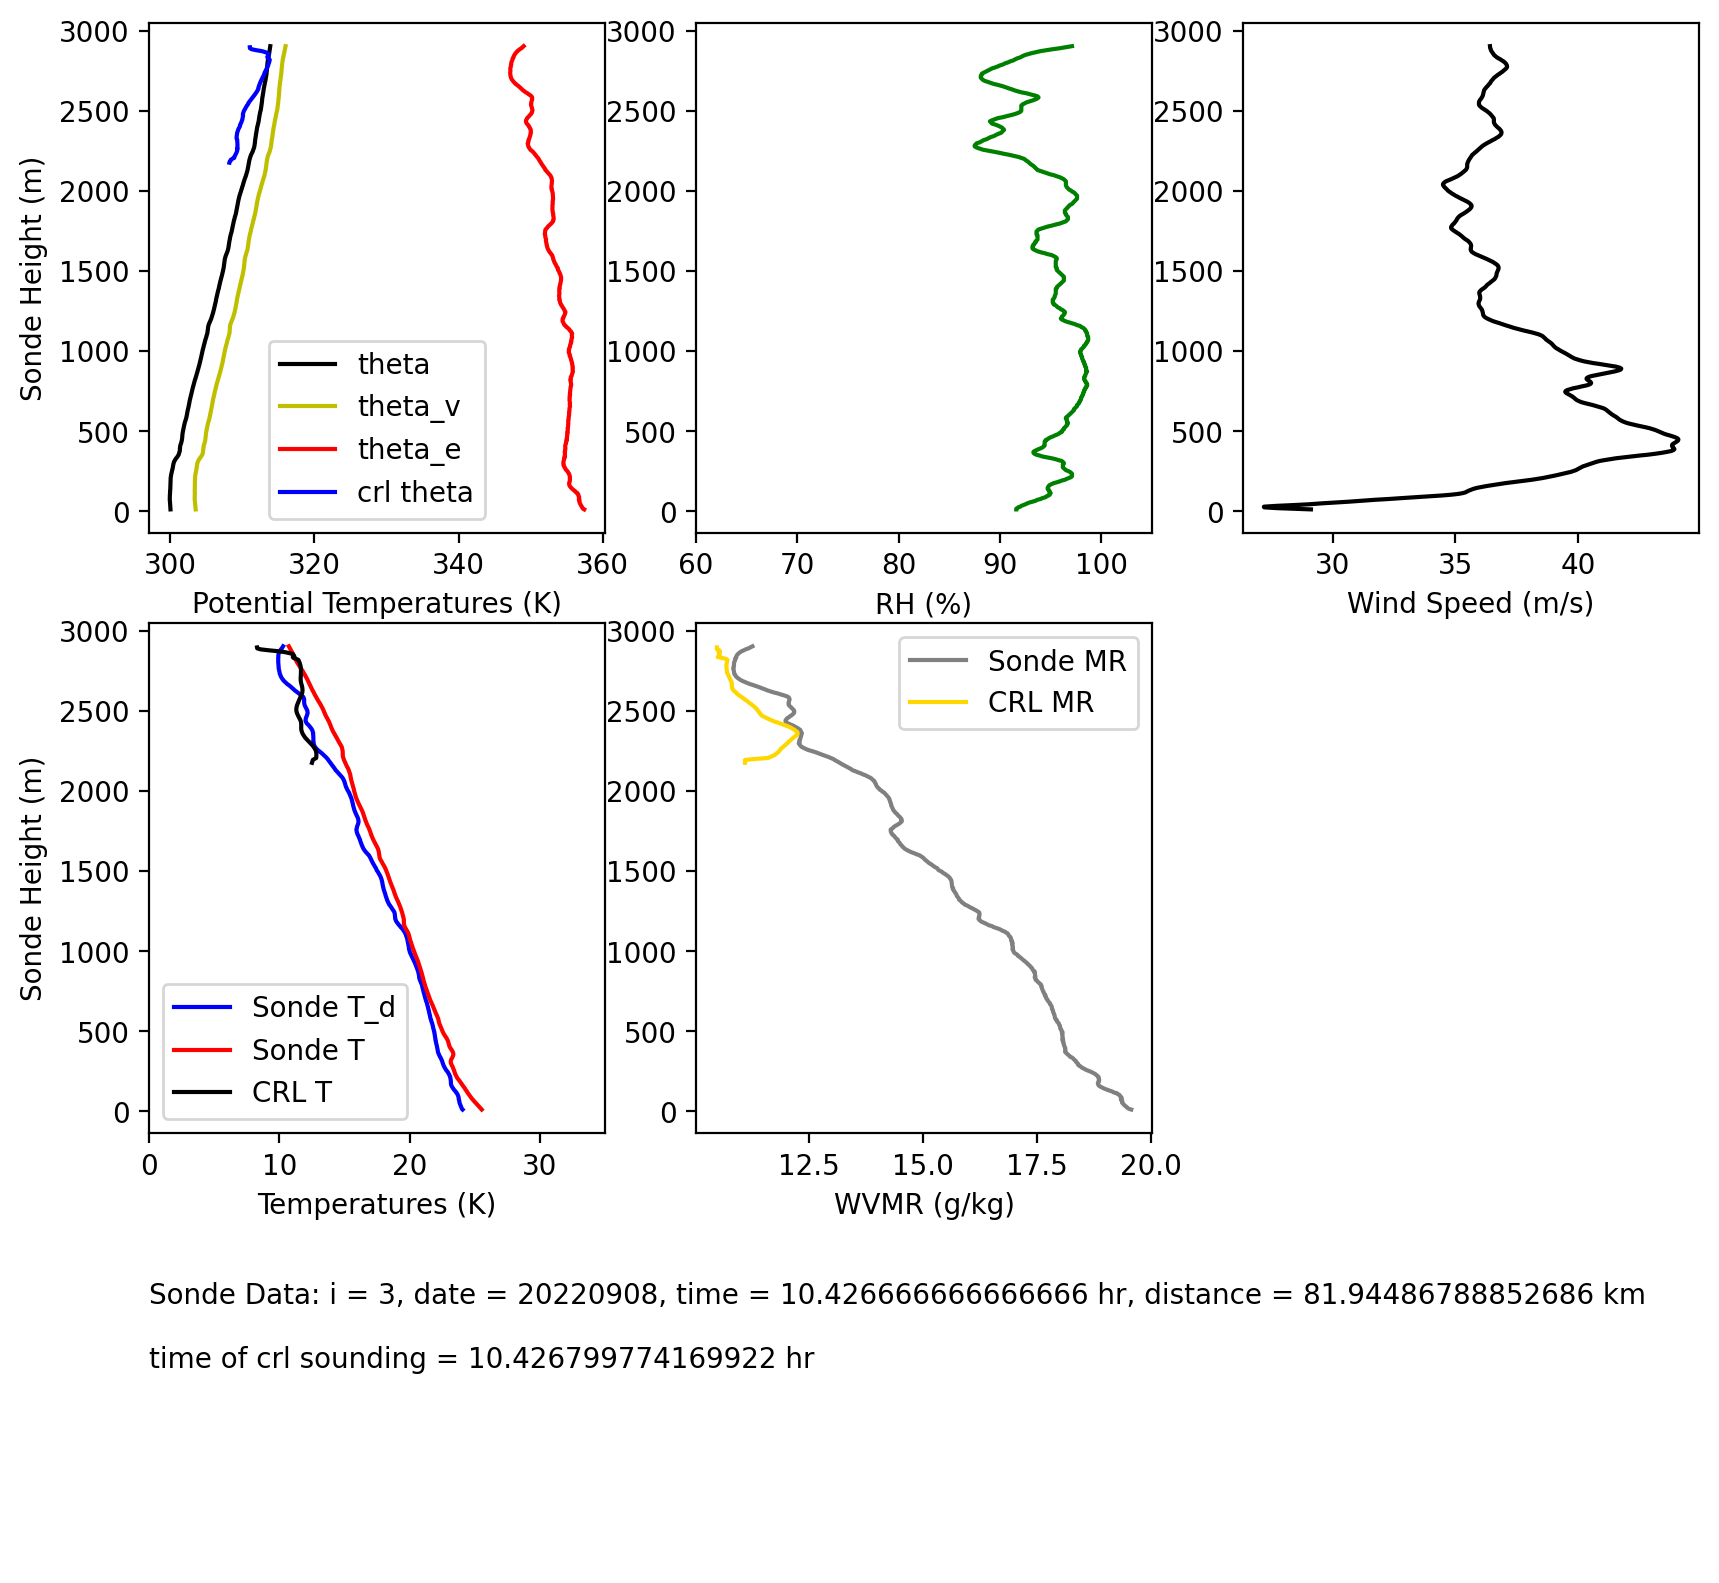 3000
2500
2000
1500
1000
500
0
Sonde Height (m)
300 320 340 360
Potential Temperatures (K)
theta
theta_v
theta_e
crl theta
3000
2500
2000
1500
1000
500
0
60 70 80 90 100
RH (%)
3000
2500
2000
1500
1000
500
0
30 35 40
Wind Speed (m/s)
3000
2500
2000
1500
1000
500
0
Sonde Height (m)
0 10 20 30
Temperatures (K)
Sonde T_d
Sonde T
CRL T
3000
2500
2000
1500
1000
500
0
12.5 15.0 17.5 20.0
WVMR (g/kg)
Sonde MR
CRL MR
Sonde Data: i = 3, date = 20220908, time = 10.426666666666666 hr, distance = 81.94486788852686 km
time of crl sounding = 10.426799774169922 hr